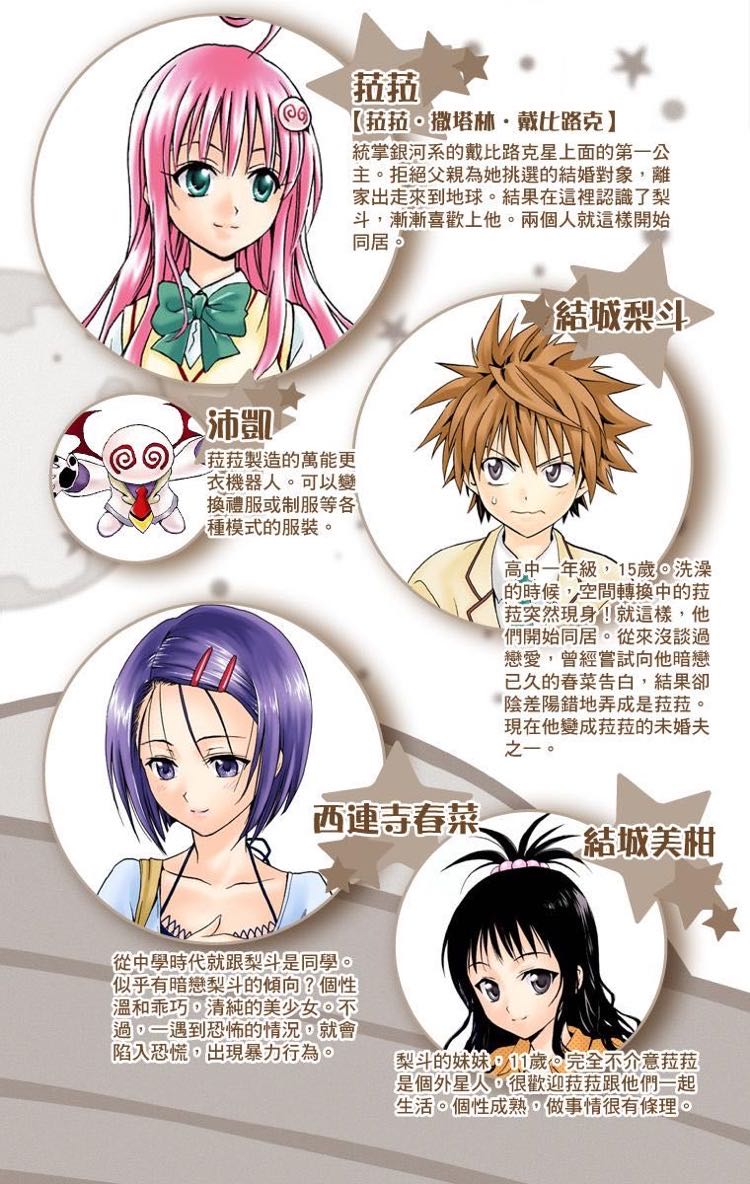 菈菈
【菈菈・撒塔林・戴比路克】
統掌銀河系的戴比路克星上面的第一公
主。拒絕父親為她挑選的結婚對象，離
家出走來到地球。結果在這裡認識了梨
斗，漸漸喜歡上他。兩個人就這樣開始
同居。
結城梨斗
高中一年級，15歲。洗澡
的時候，空間轉換中的菈
菈突然現身！就這樣，他
們開始同居。從來沒談過
戀愛，曾經嘗試向他暗戀
已久的春菜告白，結果卻
陰差陽錯地弄成是菈菈。
現在他變成菈菈的未婚夫
之一。
沛凱
菈菈製造的萬能更
衣機器人。可以變
換禮服或制服等各
種模式的服裝。
西連寺春菜
從中學時代就跟梨斗是同學。
似乎有暗戀梨斗的傾向？個性
溫和乖巧，清純的美少女。不
過，一遇到恐怖的情況，就會
陷入恐慌，出現暴力行為。
結城美柑
梨斗的妹妹，11歲。完全不介意菈菈
是個外星人，很歡迎菈菈跟他們一起
生活。個性成熟，做事情很有條理。